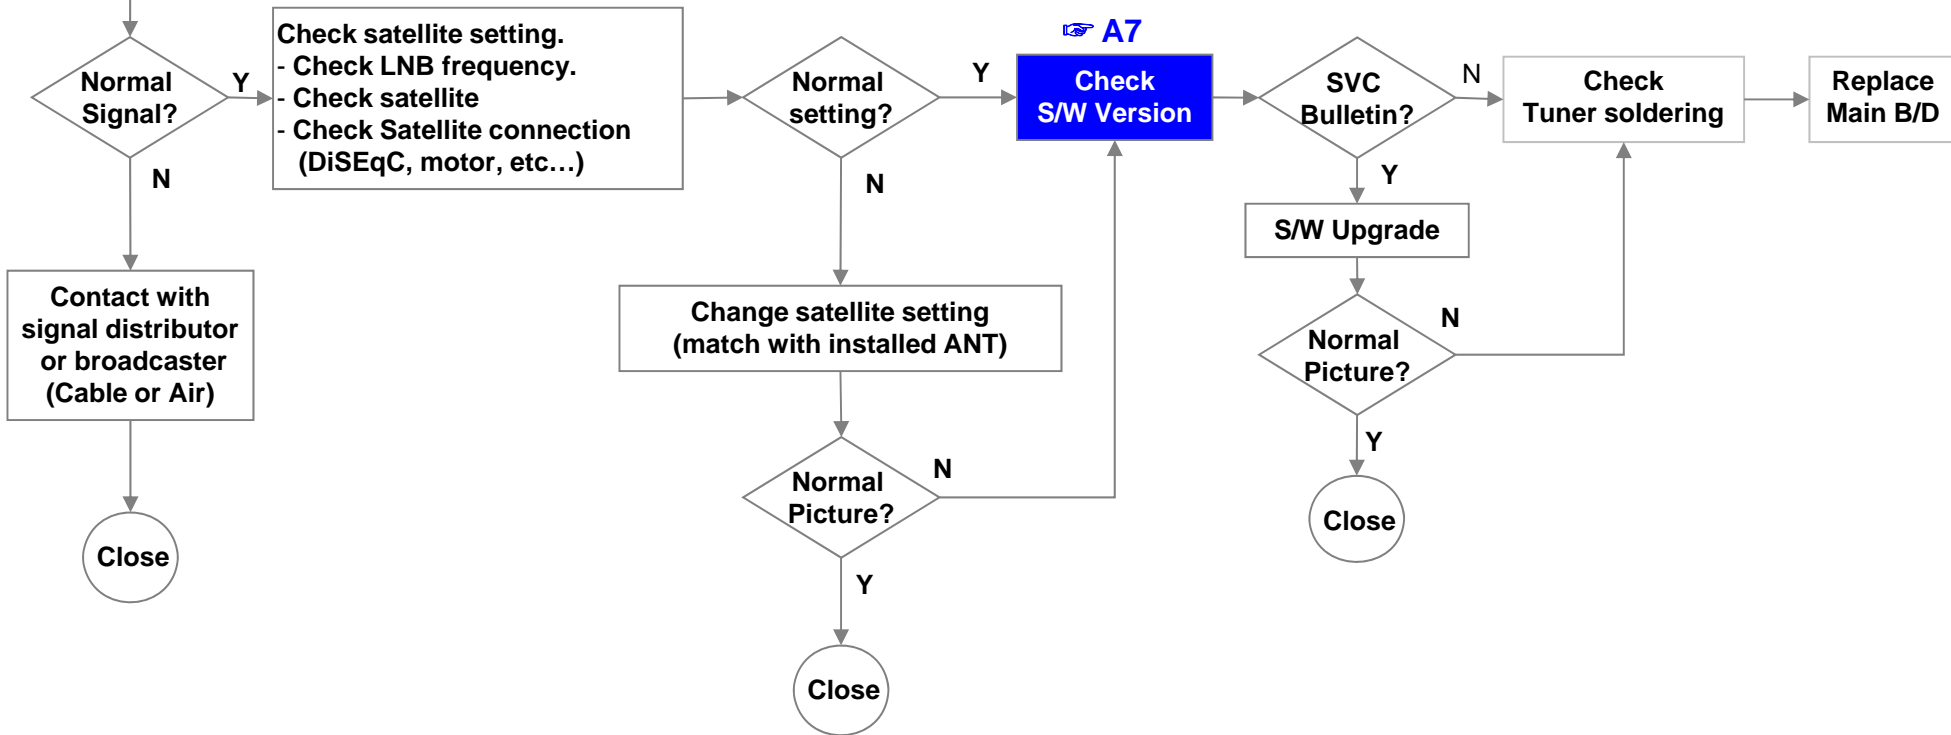 Normal
Signal?
Y
N
Contact with
signal distributor
or broadcaster
(Cable or Air)
Close
Check satellite setting.
- Check LNB frequency.
- Check satellite
- Check Satellite connection
(DiSEqC, motor, etc…)
Normal
setting?
Y
N
Change satellite setting
(match with installed ANT)
Normal
Picture?
N
Y
Close
☞ A7
Check
S/W Version
SVC
Bulletin?
N
Y
S/W Upgrade
Normal
Picture?
N
Y
Close
Check
Tuner soldering
Replace
Main B/D